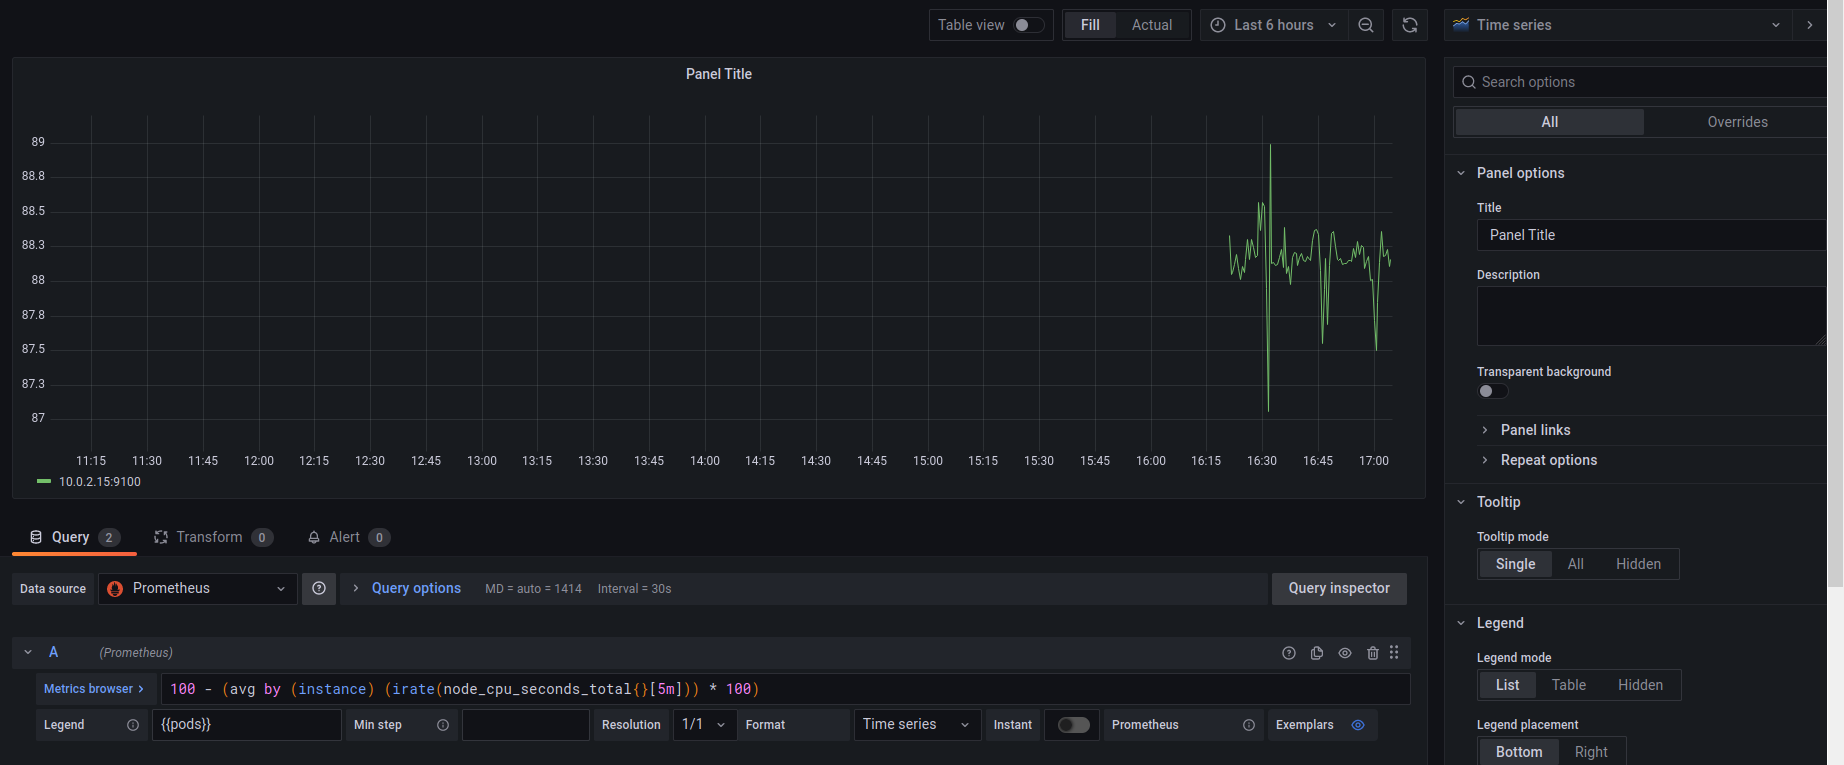 Table view Fill Actual Last 6 hours Time series
Panel Title
Search options
All Overrides
89
88.8
88.5
88.3
88
87.8
87.5
87.3
87
11:15 11:30 11:45 12:00 12:15 12:30 12:45 13:00 13:15 13:30 13:45 14:00 14:15 14:30 14:45 15:00 15:15 15:30 15:45 16:00 16:15 16:30 16:45 17:00
10.0.2.15:9100
Query 2 Transform 0 Alert 0
Data source Prometheus Query options MD = auto = 1414 Interval = 30s Query inspector
A (Prometheus)
Metrics browser 100 - (avg by (instance) (irate(node_cpu_seconds_total{}[5m])) * 100)
Legend {{pods}} Min step Resolution 1/1 Format Time series Instant Prometheus Exemplars
Panel options
Title
Panel Title
Description
Transparent background
Panel links
Repeat options
Tooltip
Tooltip mode
Single All Hidden
Legend
Legend mode
List Table Hidden
Legend placement
Bottom Right